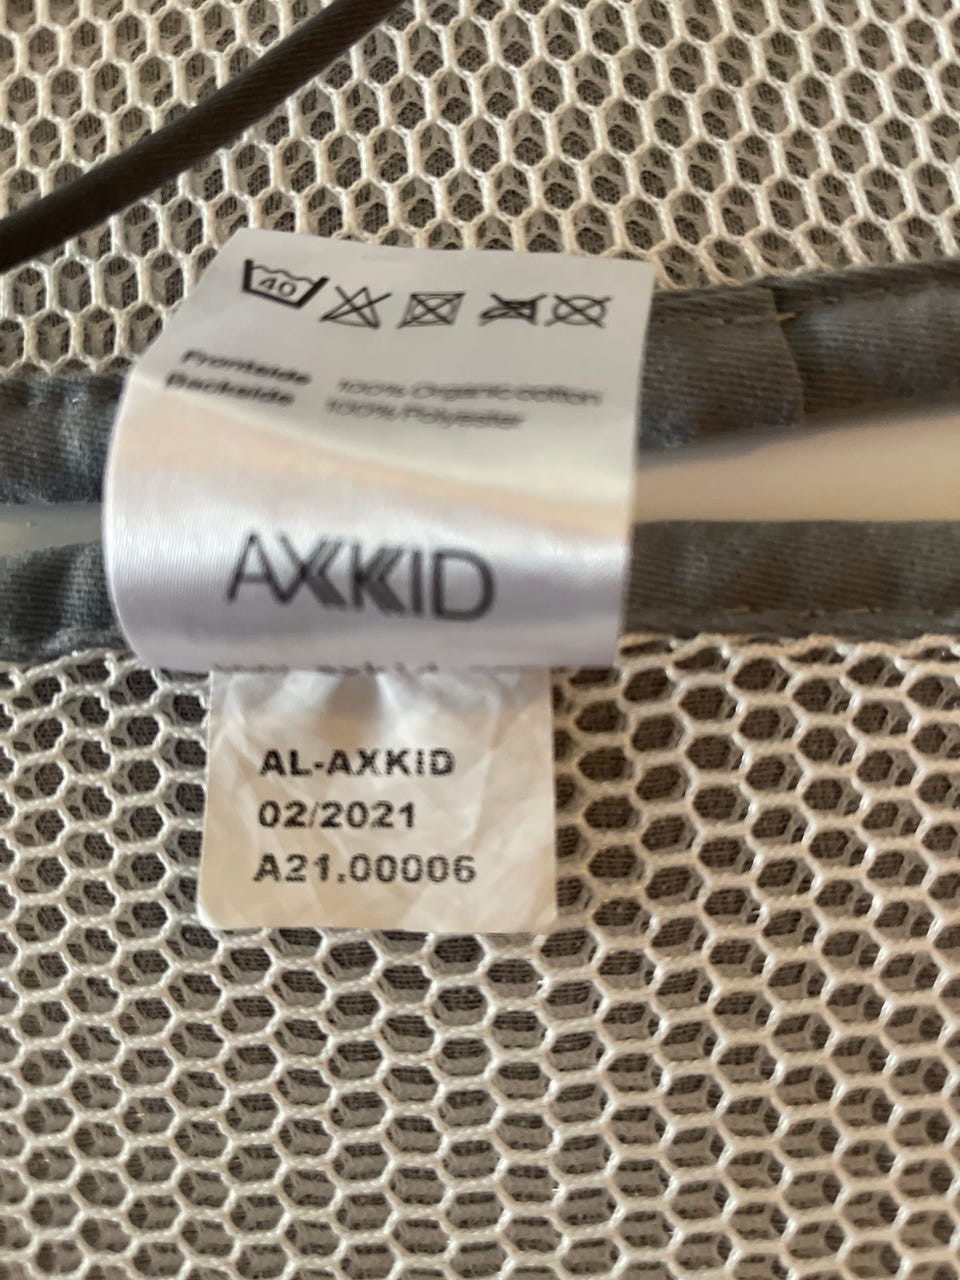 40
Frontside 100% Organic cotton
Backside 100% Polyester
AXKID
AL-AXKID
02/2021
A21.00006